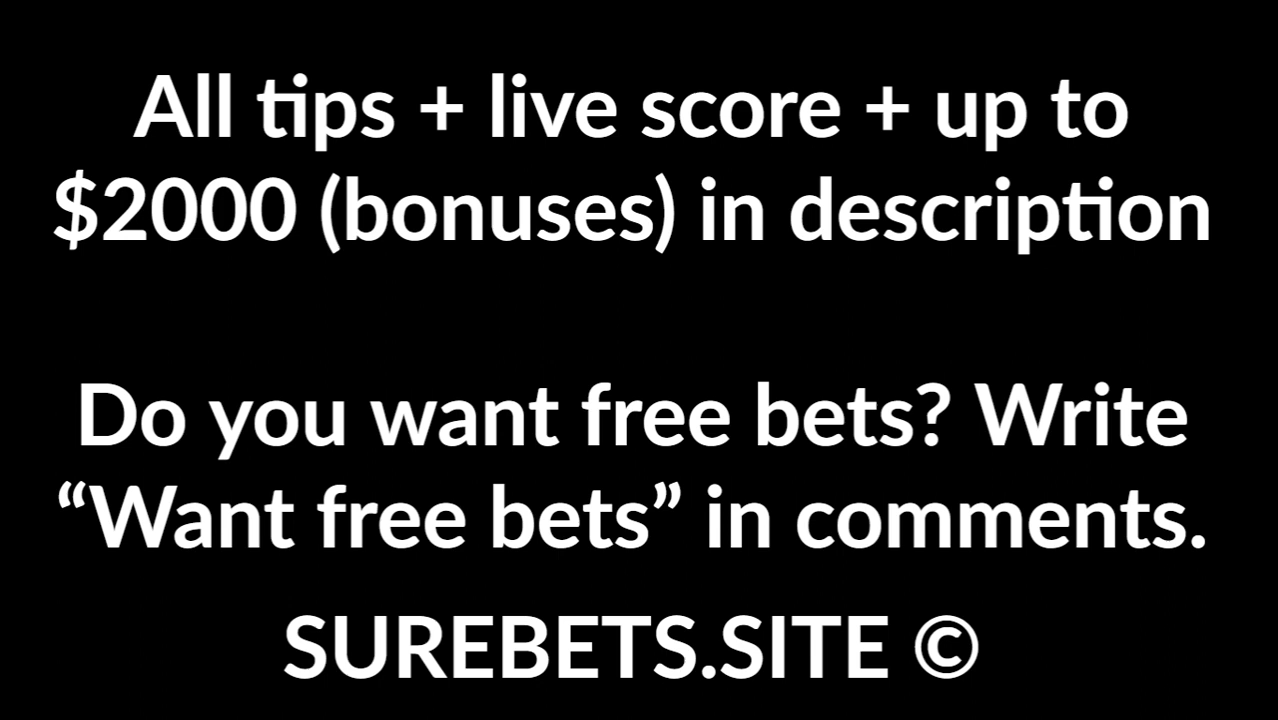 All tips + live score + up to
$2000 (bonuses) in description
Do you want free bets? Write
“Want free bets” in comments.
SUREBETS.SITE ©